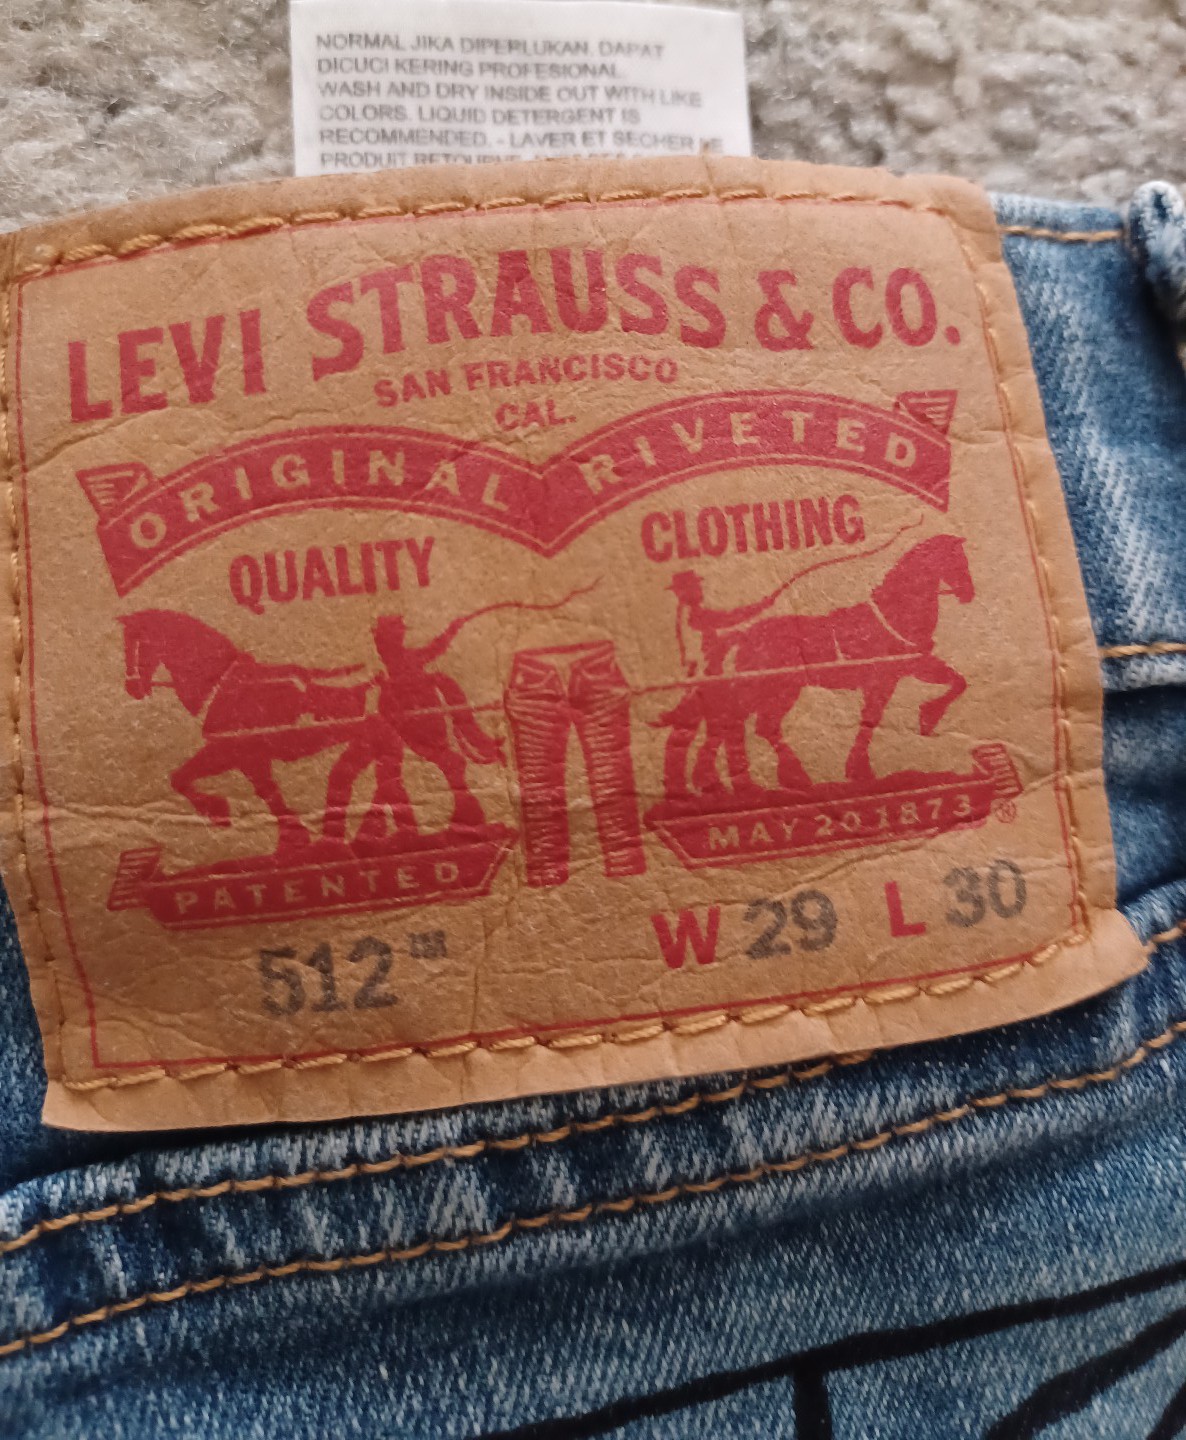 NORMAL JIKA DIPERLUKAN. DAPAT
DICUCI KERING PROFESIONAL.
WASH AND DRY INSIDE OUT WITH LIKE
COLORS. LIQUID DETERGENT IS
RECOMMENDED. - LAVER ET SECHER
PRODUIT
LEVI STRAUSS & CO.
SAN FRANCISCO
CAL.
ORIGINAL RIVETED
QUALITY CLOTHING
PATENTED MAY 20 1873 ®
512™ W 29 L 30